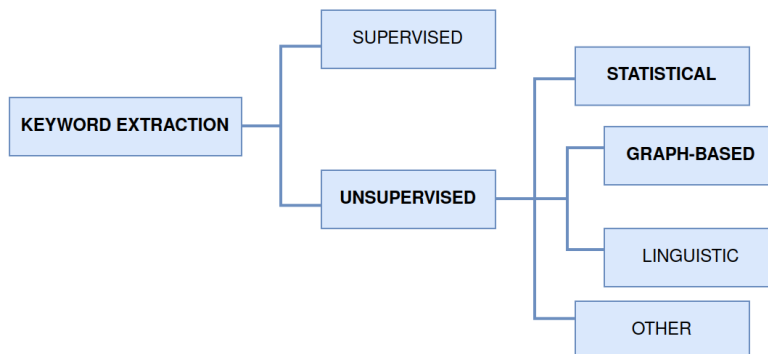 SUPERVISED
KEYWORD EXTRACTION
UNSUPERVISED
STATISTICAL
GRAPH-BASED
LINGUISTIC
OTHER